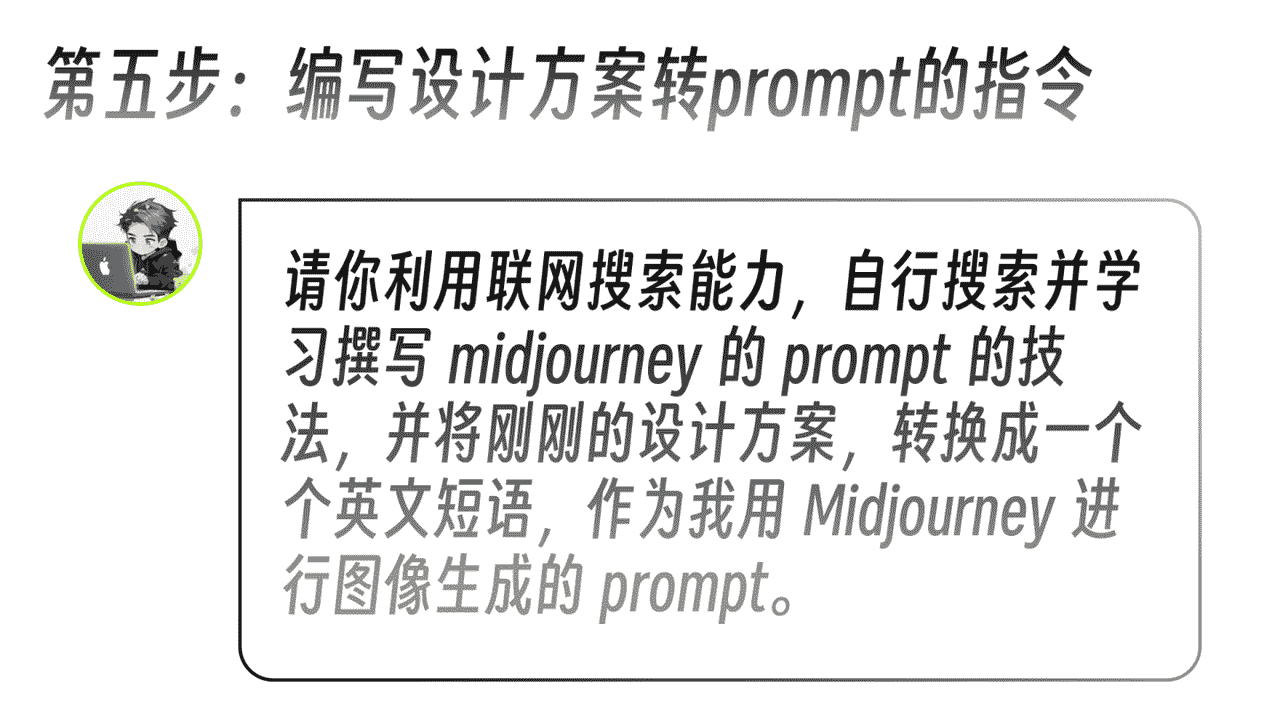 第五步：编写设计方案转prompt的指令
请你利用联网搜索能力，自行搜索并学
习撰写 midjourney 的 prompt 的技
法，并将刚刚的设计方案，转换成一个
个英文短语，作为我用 Midjourney 进
行图像生成的 prompt。